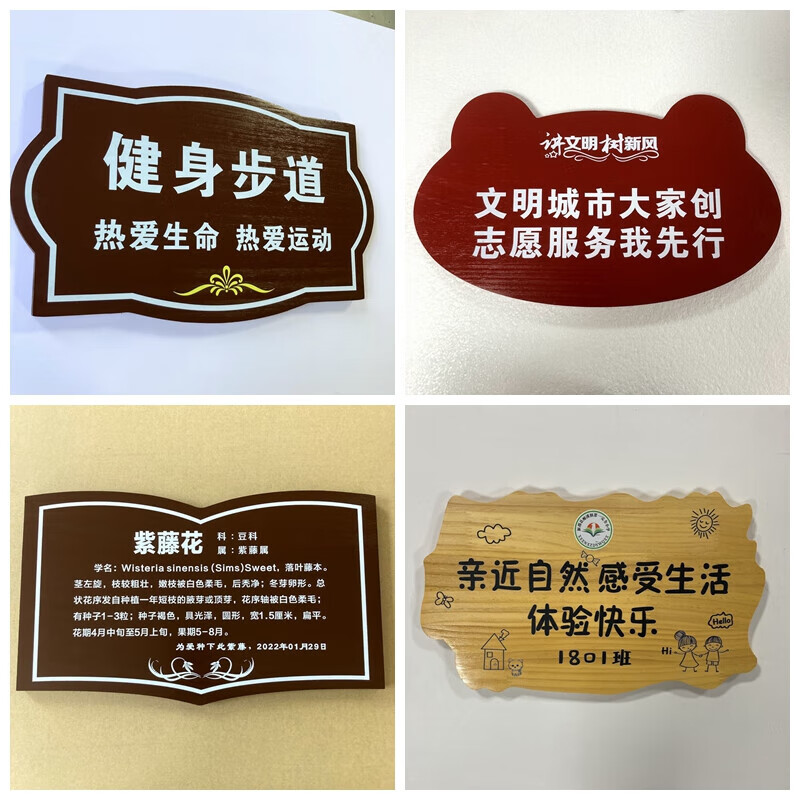 健身步道
热爱生命 热爱运动
讲文明树新风
文明城市大家创
志愿服务我先行
紫藤花
科：豆科
属：紫藤属
学名：Wisteria sinensis (Sims)Sweet，落叶藤本。
茎左旋，枝较粗壮，嫩枝被白色柔毛，后秃净；冬芽卵形。总
状花序发自种植一年短枝的腋芽或顶芽，花序轴被白色柔毛；
有种子1-3粒；种子褐色，具光泽，圆形，宽1.5厘米，扁平。
花期4月中旬至5月上旬，果期5-8月。
为爱种下此紫藤，2022年01月29日
亲近自然 感受生活
体验快乐
1801班
Hello
Hi~